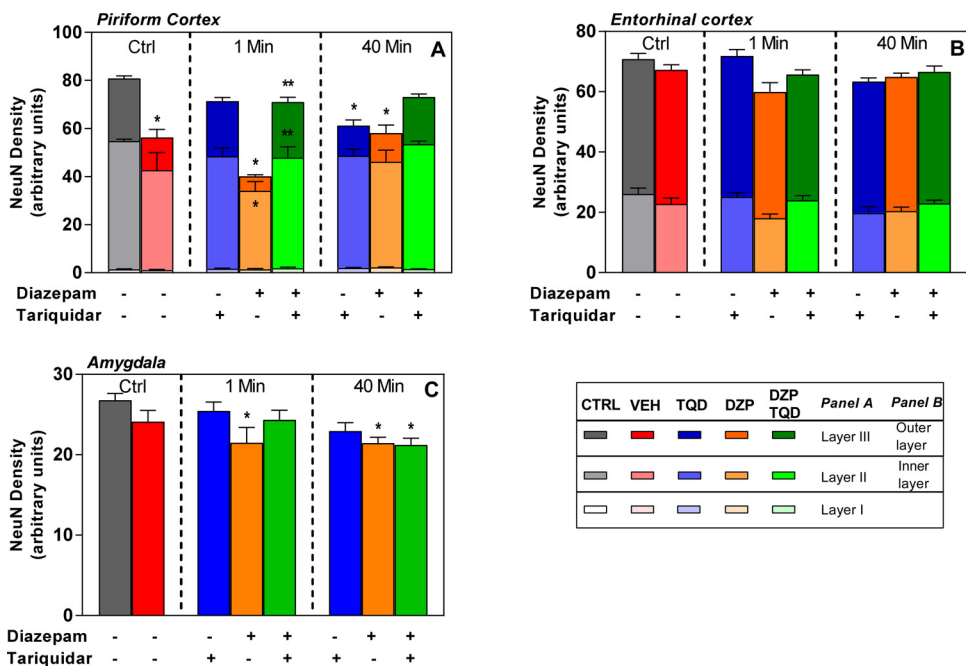 Piriform Cortex
Ctrl 1 Min 40 Min A
NeuN Density
(arbitrary units)
100
80
60
40
20
0
* * ** ** * * *
Diazepam - - - + + - + +
Tariquidar - - + - + + - +
Entorhinal cortex
Ctrl 1 Min 40 Min B
NeuN Density
(arbitrary units)
80
60
40
20
0
Diazepam - - - + + - + +
Tariquidar - - + - + + - +
Amygdala
Ctrl 1 Min 40 Min C
NeuN Density
(arbitrary units)
30
20
10
0
* * *
Diazepam - - - + + - + +
Tariquidar - - + - + + - +
CTRL VEH TQD DZP DZP TQD Panel A Panel B
Layer III Outer layer
Layer II Inner layer
Layer I